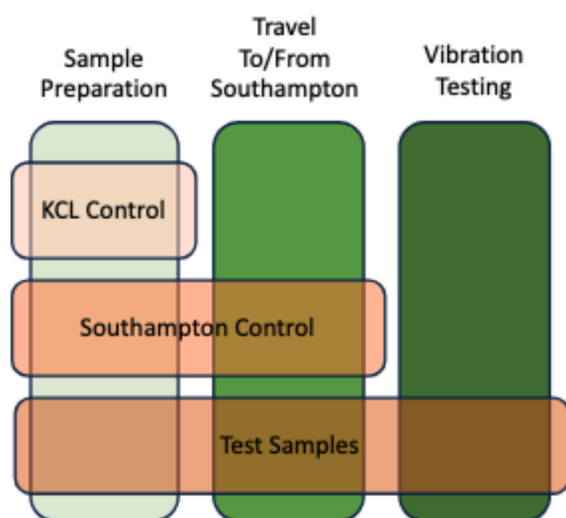 Sample
Preparation
Travel
To/From
Southampton
Vibration
Testing
KCL Control
Southampton Control
Test Samples